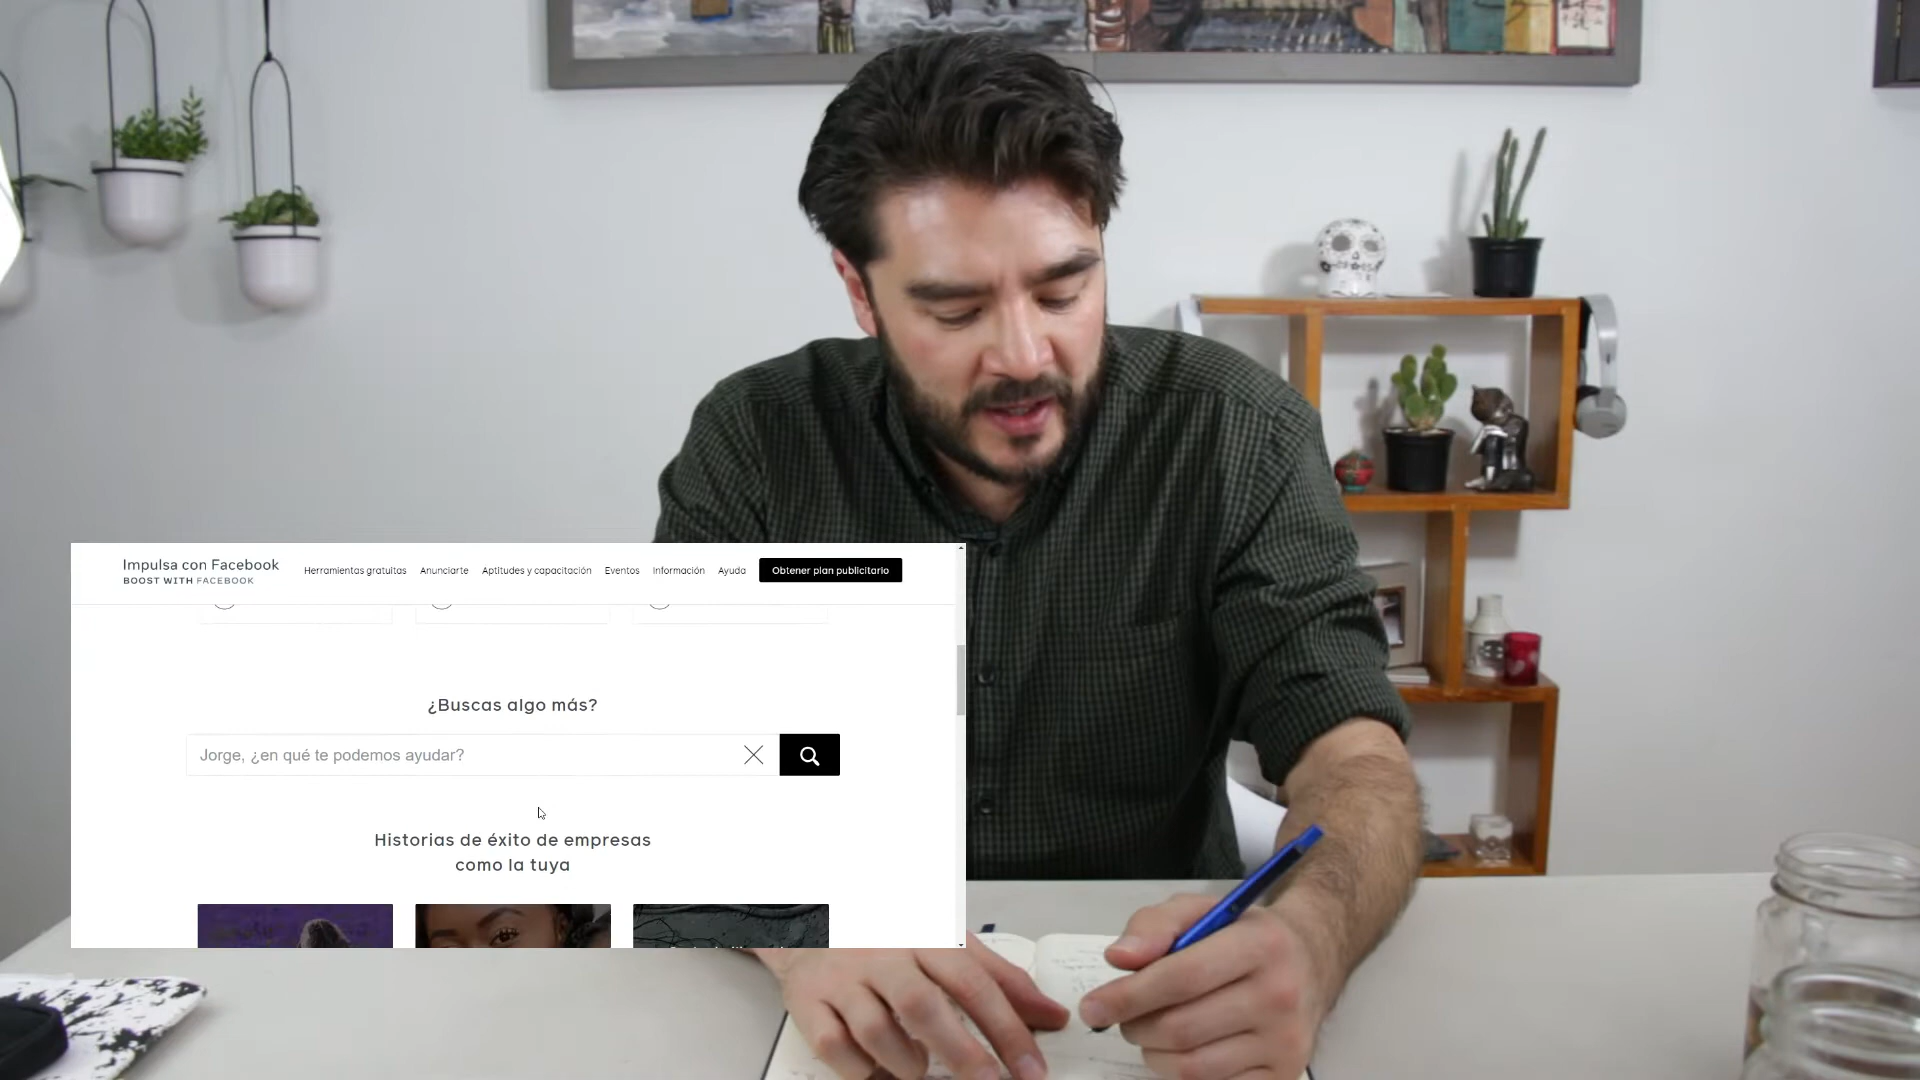 Impulsa con Facebook
BOOST WITH FACEBOOK
Herramientas gratuitas Anunciarte Aptitudes y capacitación Eventos Información Ayuda Obtener plan publicitario
¿Buscas algo más?
Jorge, ¿en qué te podemos ayudar?
Historias de éxito de empresas
como la tuya